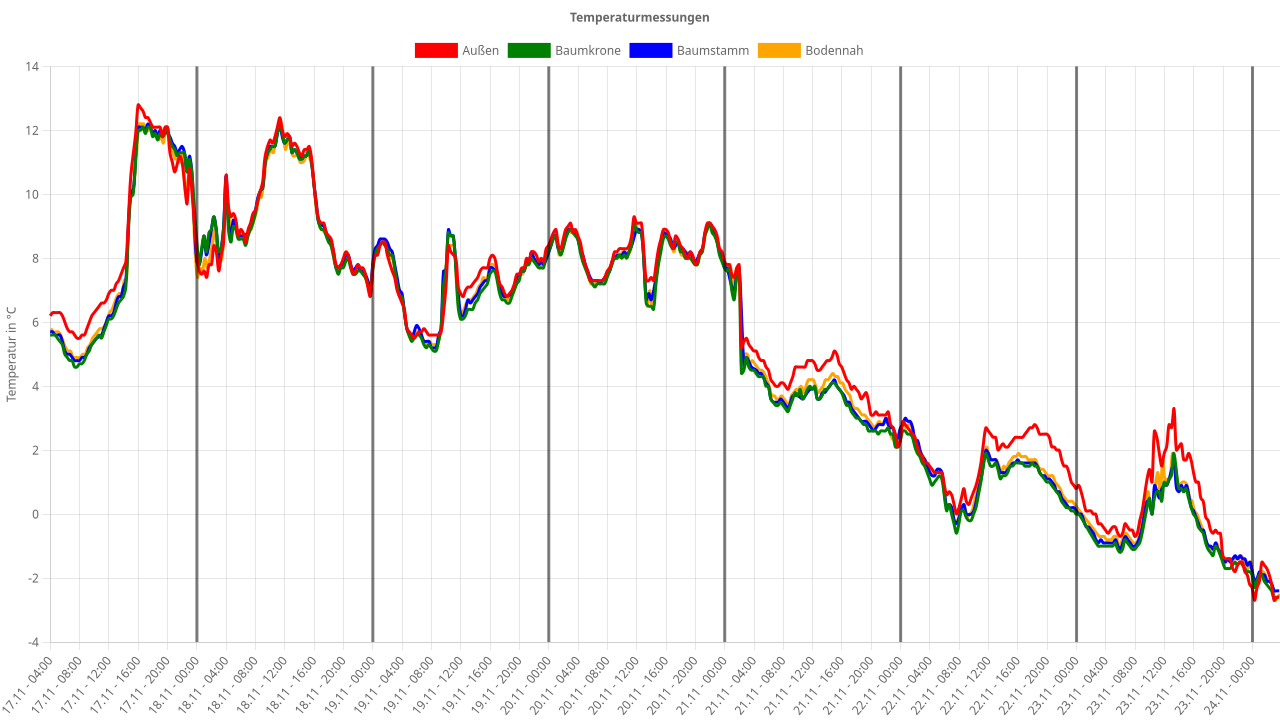 Temperaturmessungen
Außen Baumkrone Baumstamm Bodennah
Temperatur in °C
14
12
10
8
6
4
2
0
-2
-4
17.11 - 04:00
17.11 - 08:00
17.11 - 12:00
17.11 - 16:00
17.11 - 20:00
18.11 - 00:00
18.11 - 04:00
18.11 - 08:00
18.11 - 12:00
18.11 - 16:00
18.11 - 20:00
19.11 - 00:00
19.11 - 04:00
19.11 - 08:00
19.11 - 12:00
19.11 - 16:00
19.11 - 20:00
20.11 - 00:00
20.11 - 04:00
20.11 - 08:00
20.11 - 12:00
20.11 - 16:00
20.11 - 20:00
21.11 - 00:00
21.11 - 04:00
21.11 - 08:00
21.11 - 12:00
21.11 - 16:00
21.11 - 20:00
22.11 - 00:00
22.11 - 04:00
22.11 - 08:00
22.11 - 12:00
22.11 - 16:00
22.11 - 20:00
23.11 - 00:00
23.11 - 04:00
23.11 - 08:00
23.11 - 12:00
23.11 - 16:00
23.11 - 20:00
24.11 - 00:00